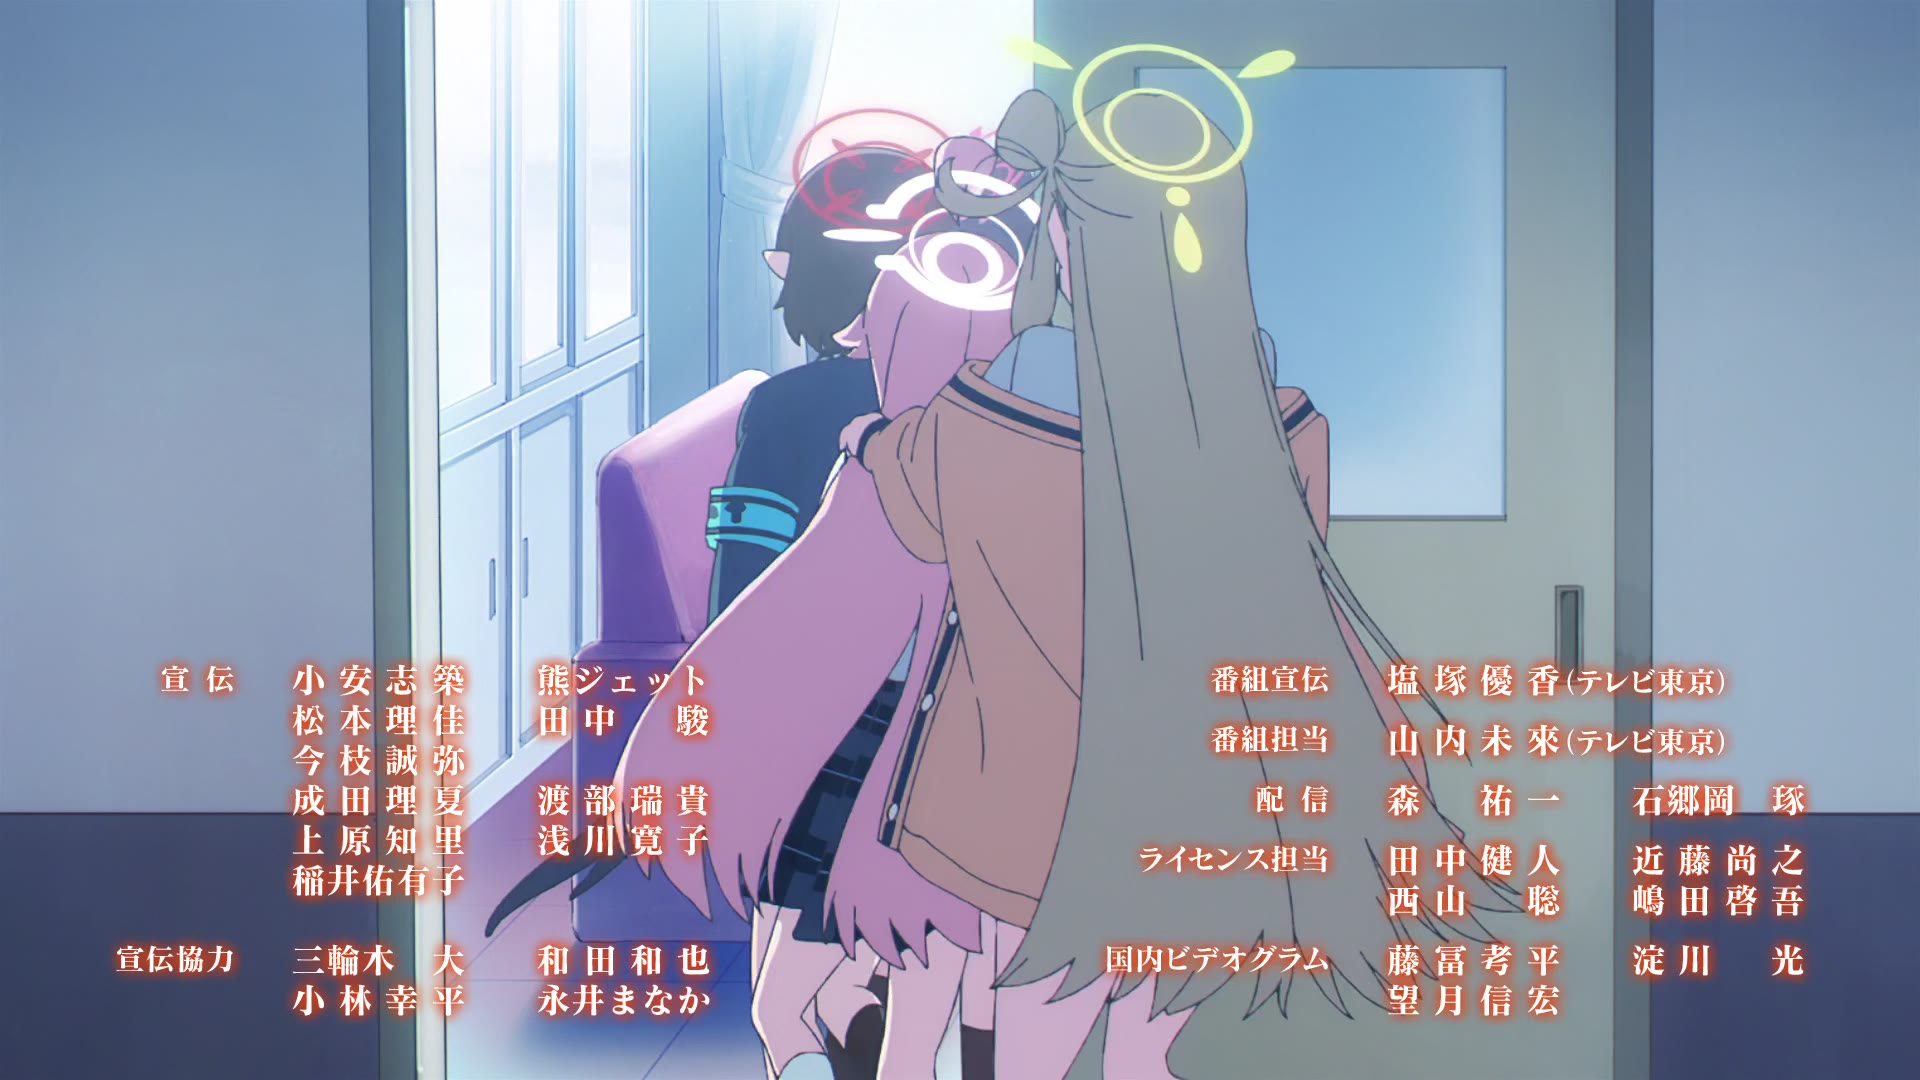 宣伝 小安志築 熊ジェット
松本理佳 田中 駿
今枝誠弥
成田理夏 渡部瑞貴
上原知里 浅川寛子
稲井佑有子
宣伝協力 三輪木 大 和田和也
小林幸平 永井まなか
番組宣伝 塩塚優香(テレビ東京)
番組担当 山内未來(テレビ東京)
配信 森 祐一 石郷岡 琢
ライセンス担当 田中健人 近藤尚之
西山 聡 嶋田啓吾
国内ビデオグラム 藤冨考平 淀川 光
望月信宏